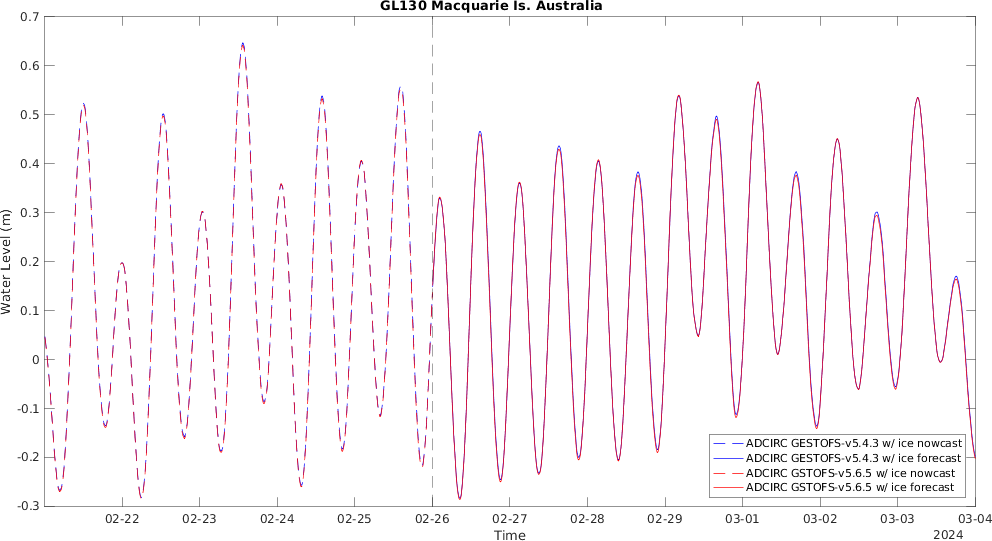 GL130 Macquarie Is. Australia
0.7
0.6
0.5
0.4
0.3
0.2
0.1
0
-0.1
-0.2
-0.3
Water Level (m)
ADCIRC GESTOFS-v5.4.3 w/ ice nowcast
ADCIRC GESTOFS-v5.4.3 w/ ice forecast
ADCIRC GSTOFS-v5.6.5 w/ ice nowcast
ADCIRC GSTOFS-v5.6.5 w/ ice forecast
02-22 02-23 02-24 02-25 02-26 02-27 02-28 02-29 03-01 03-02 03-03 03-04
Time
2024